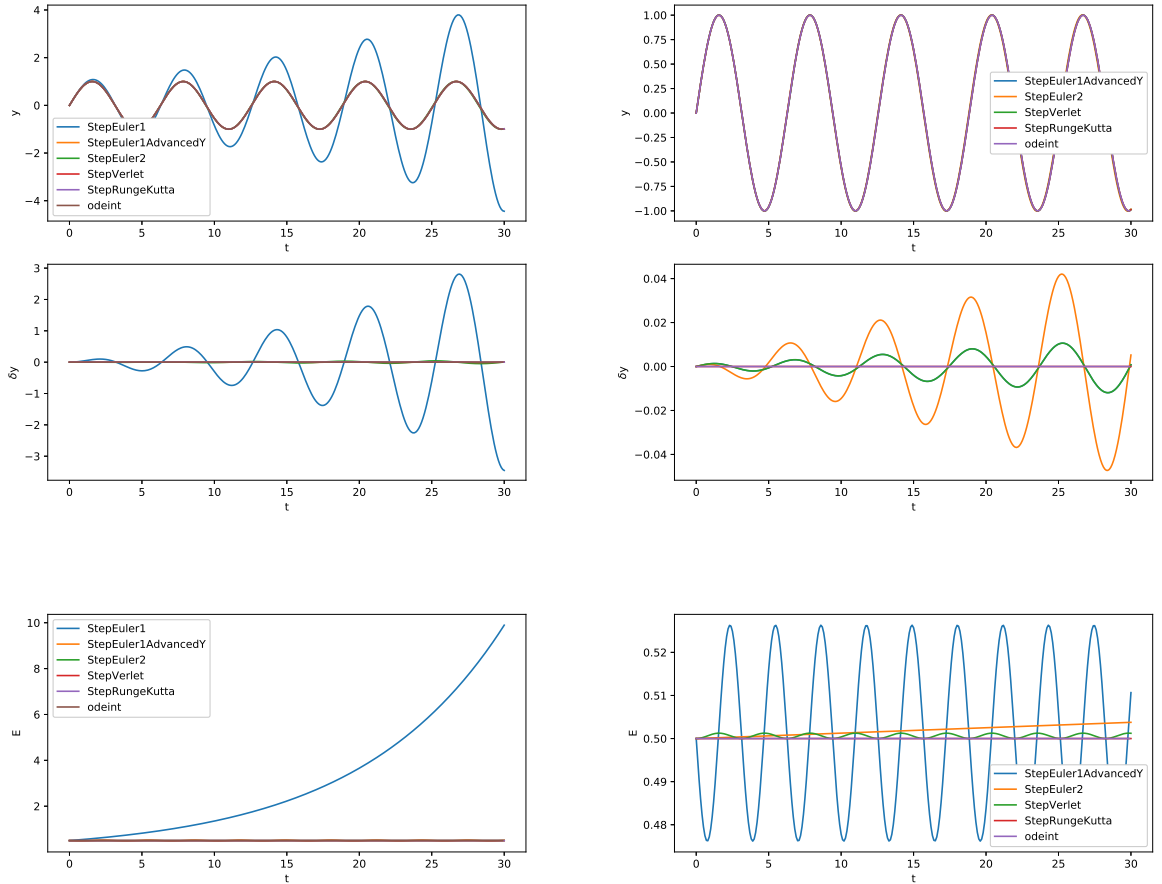 4
2
0
−2
−4
y
StepEuler1
StepEuler1AdvancedY
StepEuler2
StepVerlet
StepRungeKutta
odeint
0 5 10 15 20 25 30
t
1.00
0.75
0.50
0.25
0.00
−0.25
−0.50
−0.75
−1.00
y
StepEuler1AdvancedY
StepEuler2
StepVerlet
StepRungeKutta
odeint
0 5 10 15 20 25 30
t
3
2
1
0
−1
−2
−3
δy
0 5 10 15 20 25 30
t
0.04
0.02
0.00
−0.02
−0.04
δy
0 5 10 15 20 25 30
t
10
8
6
4
2
E
StepEuler1
StepEuler1AdvancedY
StepEuler2
StepVerlet
StepRungeKutta
odeint
0 5 10 15 20 25 30
t
0.52
0.51
0.50
0.49
0.48
E
StepEuler1AdvancedY
StepEuler2
StepVerlet
StepRungeKutta
odeint
0 5 10 15 20 25 30
t